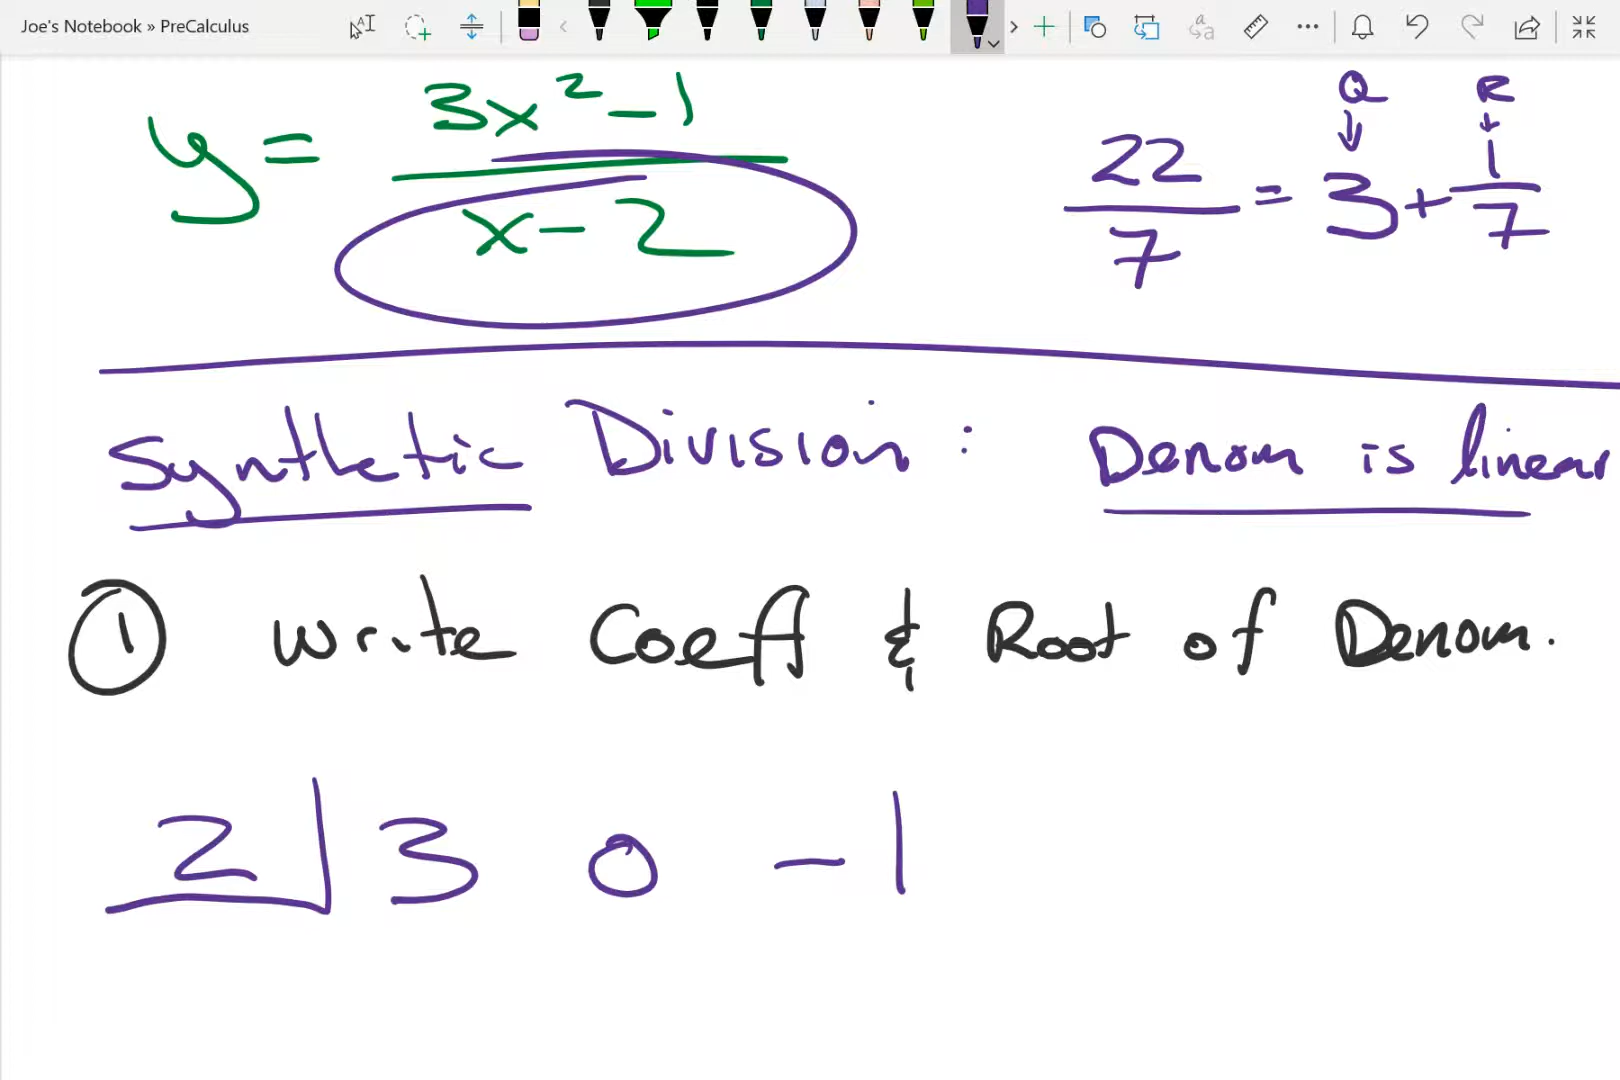 Joe's Notebook » PreCalculus
y = 3x² - 1 / x - 2
Q R
22/7 = 3 + 1/7
Synthetic Division : Denom is linear
① Write Coeff & Root of Denom.
2 | 3 0 -1